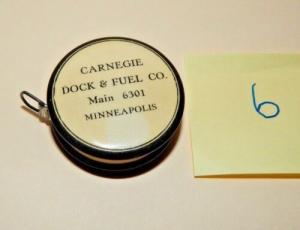 CARNEGIE
DOCK & FUEL CO.
Main 6301
MINNEAPOLIS
6